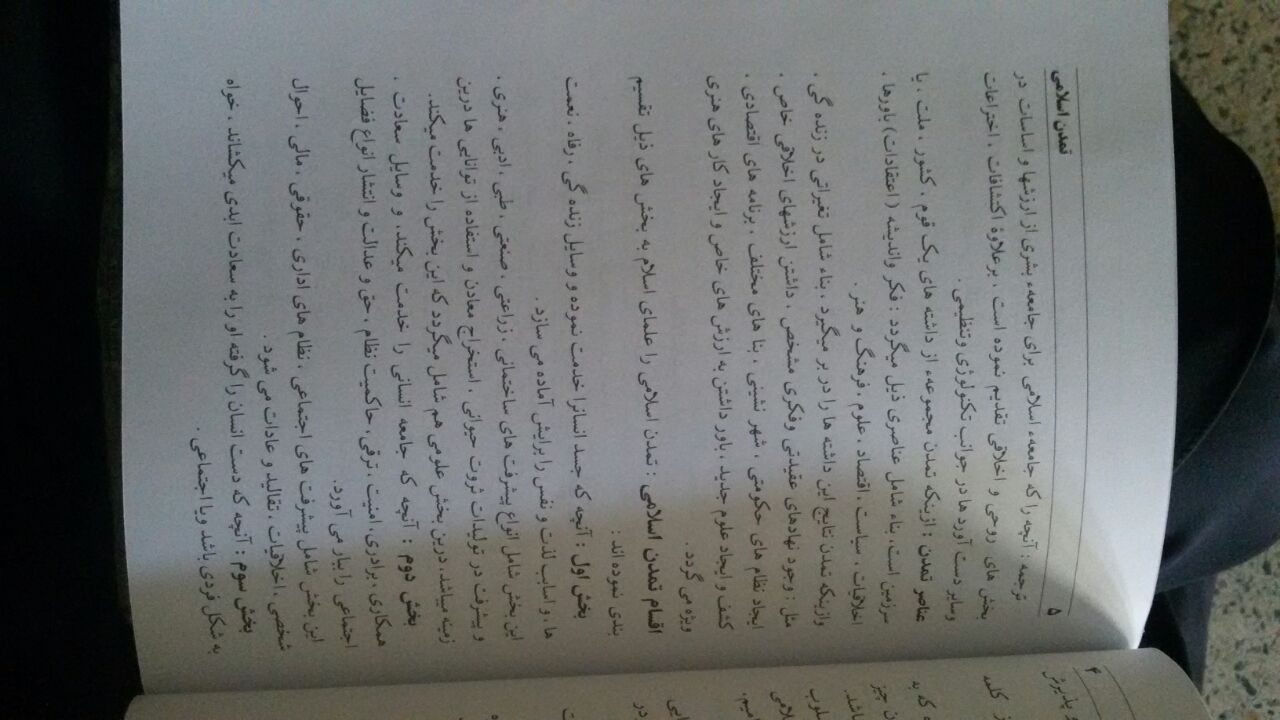 ۵ تمدن اسلامی
ترجمه : آنچه را که جامعهء اسلامی برای جامعهء بشری از ارزشها و اساسات در
بخش های روحی و اخلاقی تقدیم نموده است ، برعلاوۀ اکتشافات ، اختراعات
وسایر دست آورد ها در جوانب تکنولوژی وتنظیمی .
عناصر تمدن : ازینکه تمدن مجموعهء از داشته های یک قوم ، کشور ، ملت ، یا
سرزمین است، بناء شامل عناصری ذیل میگردد : فکر واندیشه ( اعتقادات) باورها ،
اخلاقیات ، سیاست ، اقتصاد ، علوم ، فرهنگ و هنر .
وازینکه تمدن نتایج این داشته ها را در بر میگیرد ، بناء شامل تغیراتی در زنده گی ،
مثل : وجود نهادهای عقیدتی وفکری مشخص ، داشتن ارزشهای اخلاقی خاص ،
ایجاد نظام های حکومتی ، شهر نشینی ، بنا های مختلف ، برنامه های اقتصادی ،
کشف و ایجاد علوم جدید ، باور داشتن به ارزش های خاص و ایجاد کار های هنری
ویژه می گردد .
اقسام تمدن اسلامی : تمدن اسلامی را علمای اسلام به بخش های ذیل تقسیم
بندی نموده اند :
بخش اول : آنچه که جسد انسانرا خدمت نموده و وسایل زنده گی ، رفاه ، نعمت
ها ، و اسابب لذت و نفس را برایش آماده می سازد .
این بخش شامل انواع پیشرفت های ساختمانی ، زراعتی ، صنعتی ، طبی ، ادبی ، هنری ،
و پیشرفت در تولیدات ثروت حیوانی ، استخراج معادن و استفاده از توانایی ها درین
زمینه میباشد، درین بخش علومی هم شامل میگردد که این بخش را خدمت میکند.
بخش دوم : آنچه که جامعه انسانی را خدمت میکند، و وسایل سعادت ،
همکاری ، برادری، امنیت ، ترقی، حاکمیت نظام ، حق و عدالت و انتشار انواع فضایل
اجتماعی را ببار می آورد.
این بخش شامل پیشرفت های اجتماعی ، نظام های اداری ، حقوقی ، مالی ، احوال
شخصی ، اخلاقیات ، تقالید و عادات می شود .
بخش سوم : آنچه که دست انسان را گرفته او را به سعادت ابدی میکشاند ، خواه
به شکل فردی باشد ویا اجتماعی .
۴
و پذیرش
کلمه
که به
چیز